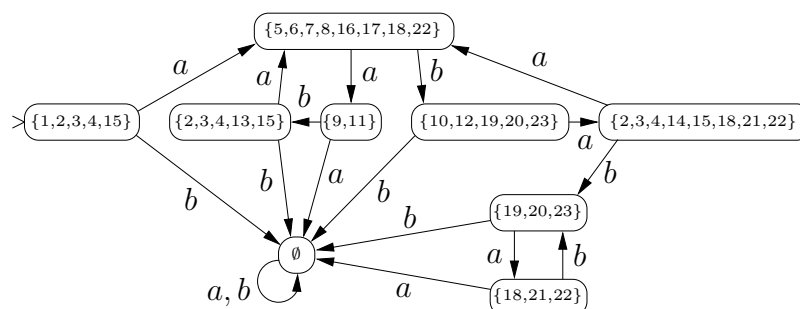 {5,6,7,8,16,17,18,22}
a
a
a
b
a
{1,2,3,4,15}
{2,3,4,13,15}
b
{9,11}
{10,12,19,20,23}
a
{2,3,4,14,15,18,21,22}
b
b
a
b
b
{19,20,23}
b
∅
a
b
a, b
a
{18,21,22}